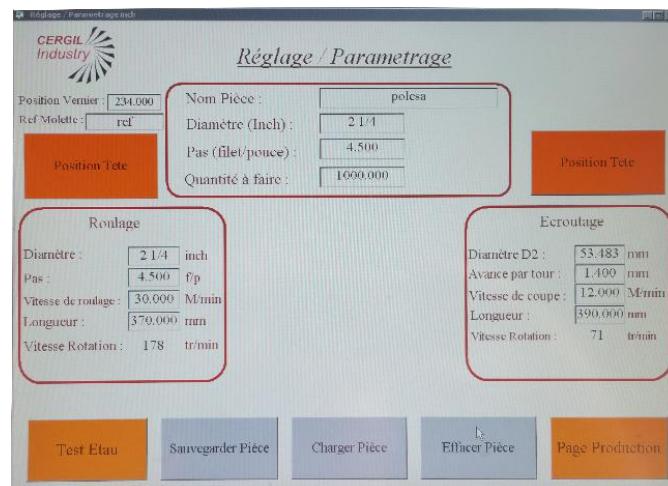 Réglage / Parametrage inch
CERGIL
Industry
Réglage / Parametrage
Position Vernier : 234.000
Ref Molette : ref
Nom Pièce : polcsa
Diamètre (Inch) : 2 1/4
Pas (filet/pouce) : 4.500
Quantité à faire : 1000.000
Position Tete
Position Tete
Roulage
Diamètre : 2 1/4 inch
Pas : 4.500 f/p
Vitesse de roulage : 30.000 M/min
Longueur : 370.000 mm
Vitesse Rotation : 178 tr/min
Ecroutage
Diamètre D2 : 53.483 mm
Avance par tour : 1.400 mm
Vitesse de coupe : 12.000 M/min
Longueur : 390.000 mm
Vitesse Rotation : 71 tr/min
Test Etau
Sauvegarder Pièce
Charger Pièce
Effacer Pièce
Page Production